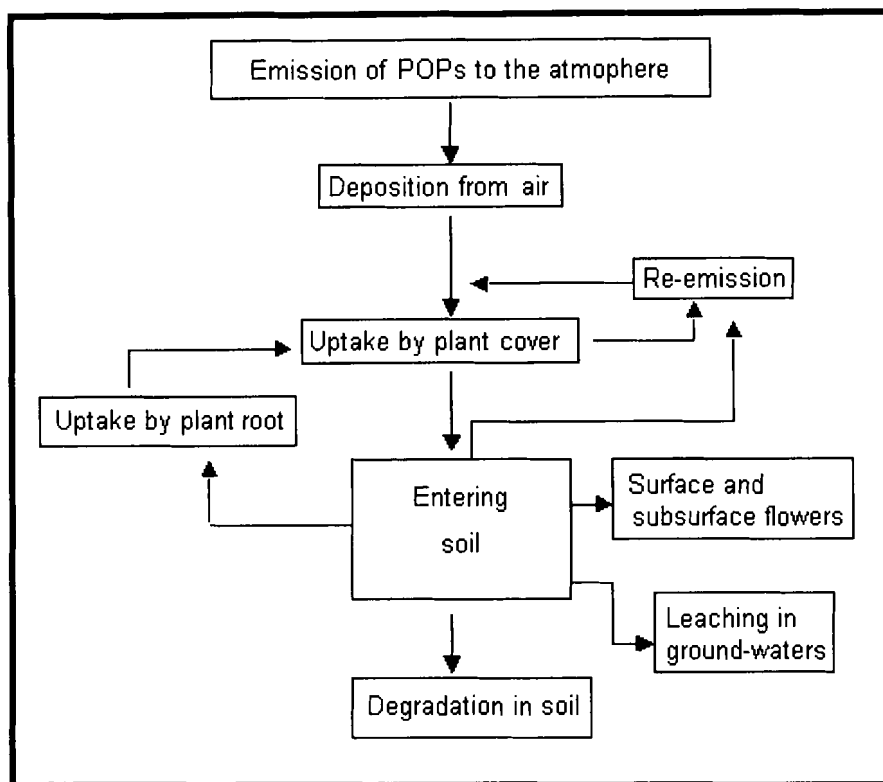 Emission of POPs to the atmophere
Deposition from air
Re-emission
Uptake by plant cover
Uptake by plant root
Entering
soil
Surface and
subsurface flowers
Leaching in
ground-waters
Degradation in soil